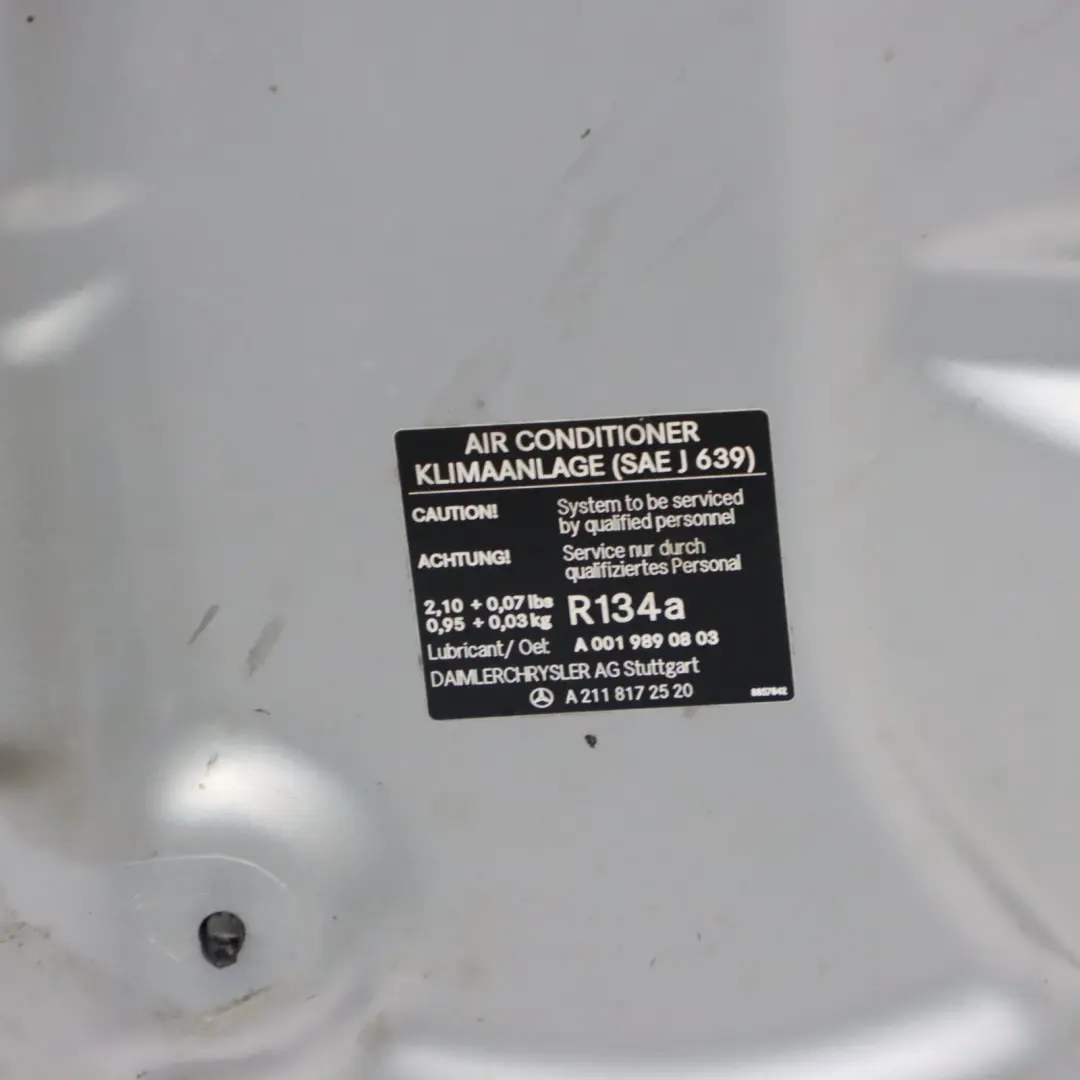 AIR CONDITIONER
KLIMAANLAGE (SAE J 639)
CAUTION! System to be serviced
by qualified personnel
ACHTUNG! Service nur durch
qualifiziertes Personal
2,10 + 0,07 lbs R134a
0,95 + 0,03 kg
Lubricant/ Oel: A 001 989 08 03
DAIMLERCHRYSLER AG Stuttgart
A 211 817 25 20